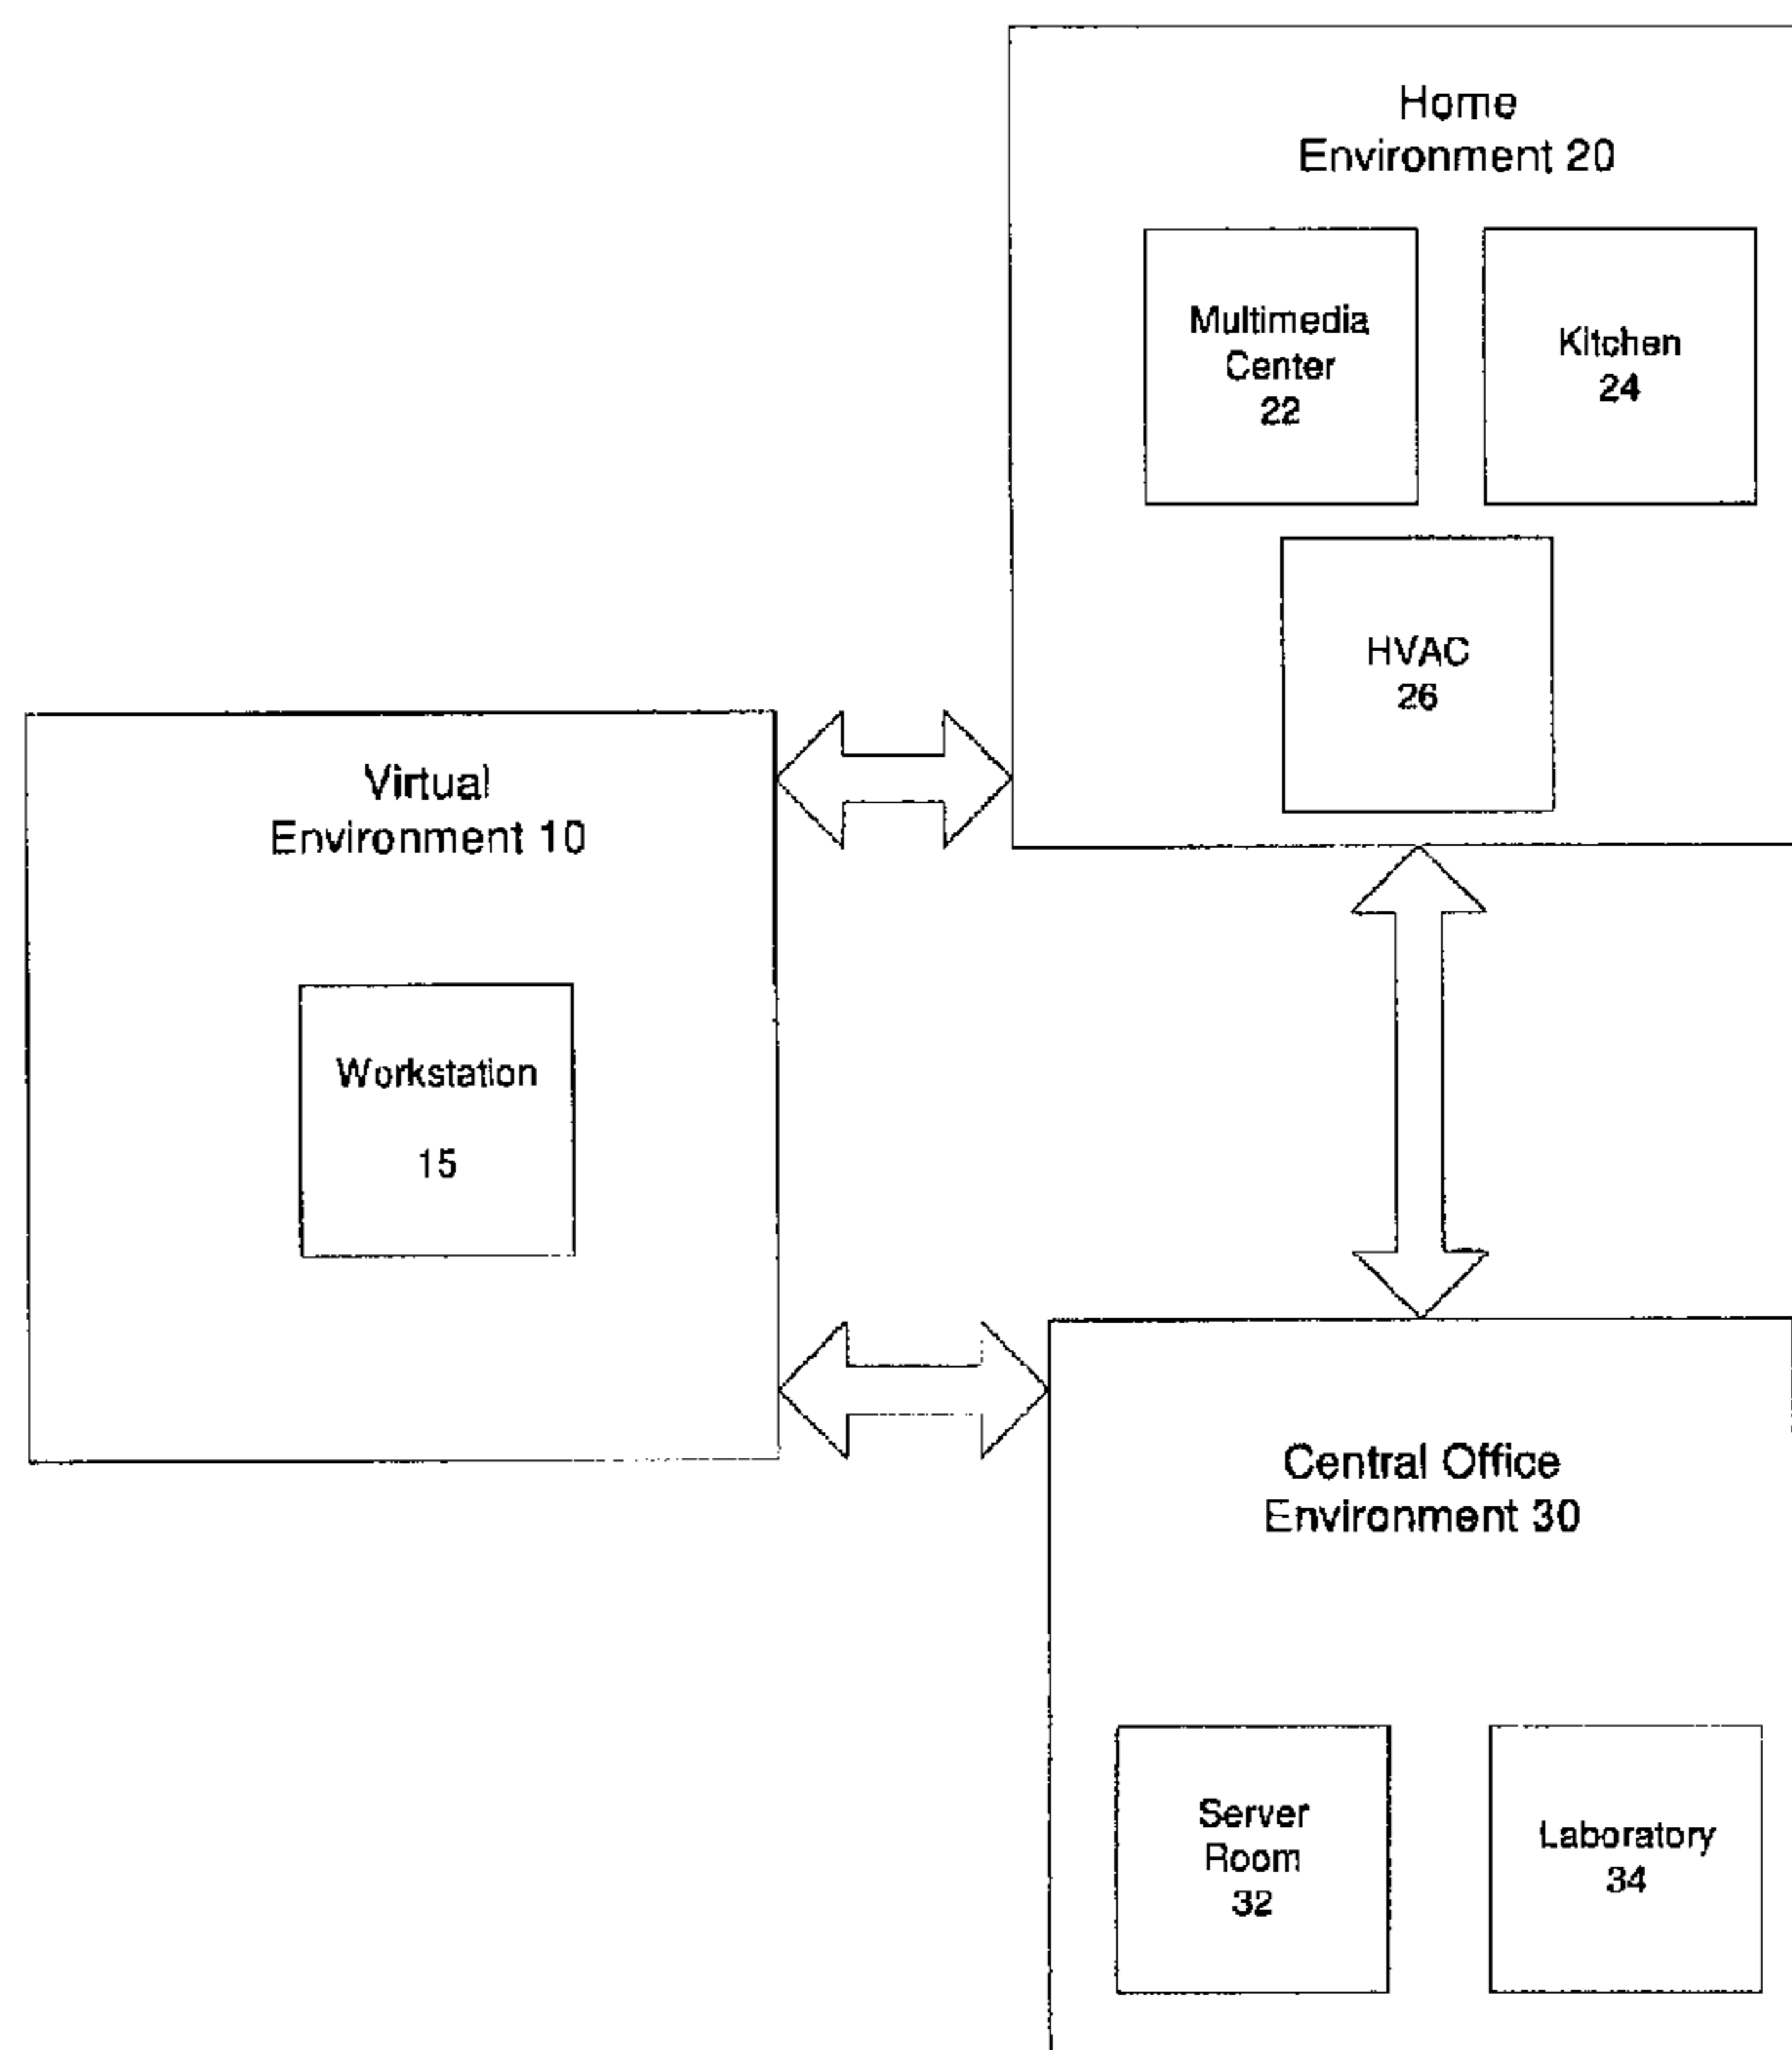 Home
Environment 20
Multimedia
Center
22
Kitchen
24
HVAC
26
Virtual
Environment 10
Workstation
15
Central Office
Environment 30
Server
Room
32
Laboratory
34